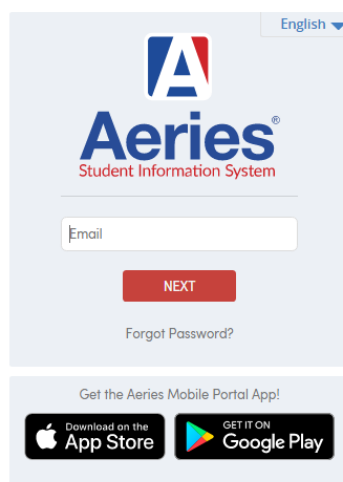 English
Aeries®
Student Information System
Email
NEXT
Forgot Password?
Get the Aeries Mobile Portal App!
Download on the
App Store
GET IT ON
Google Play